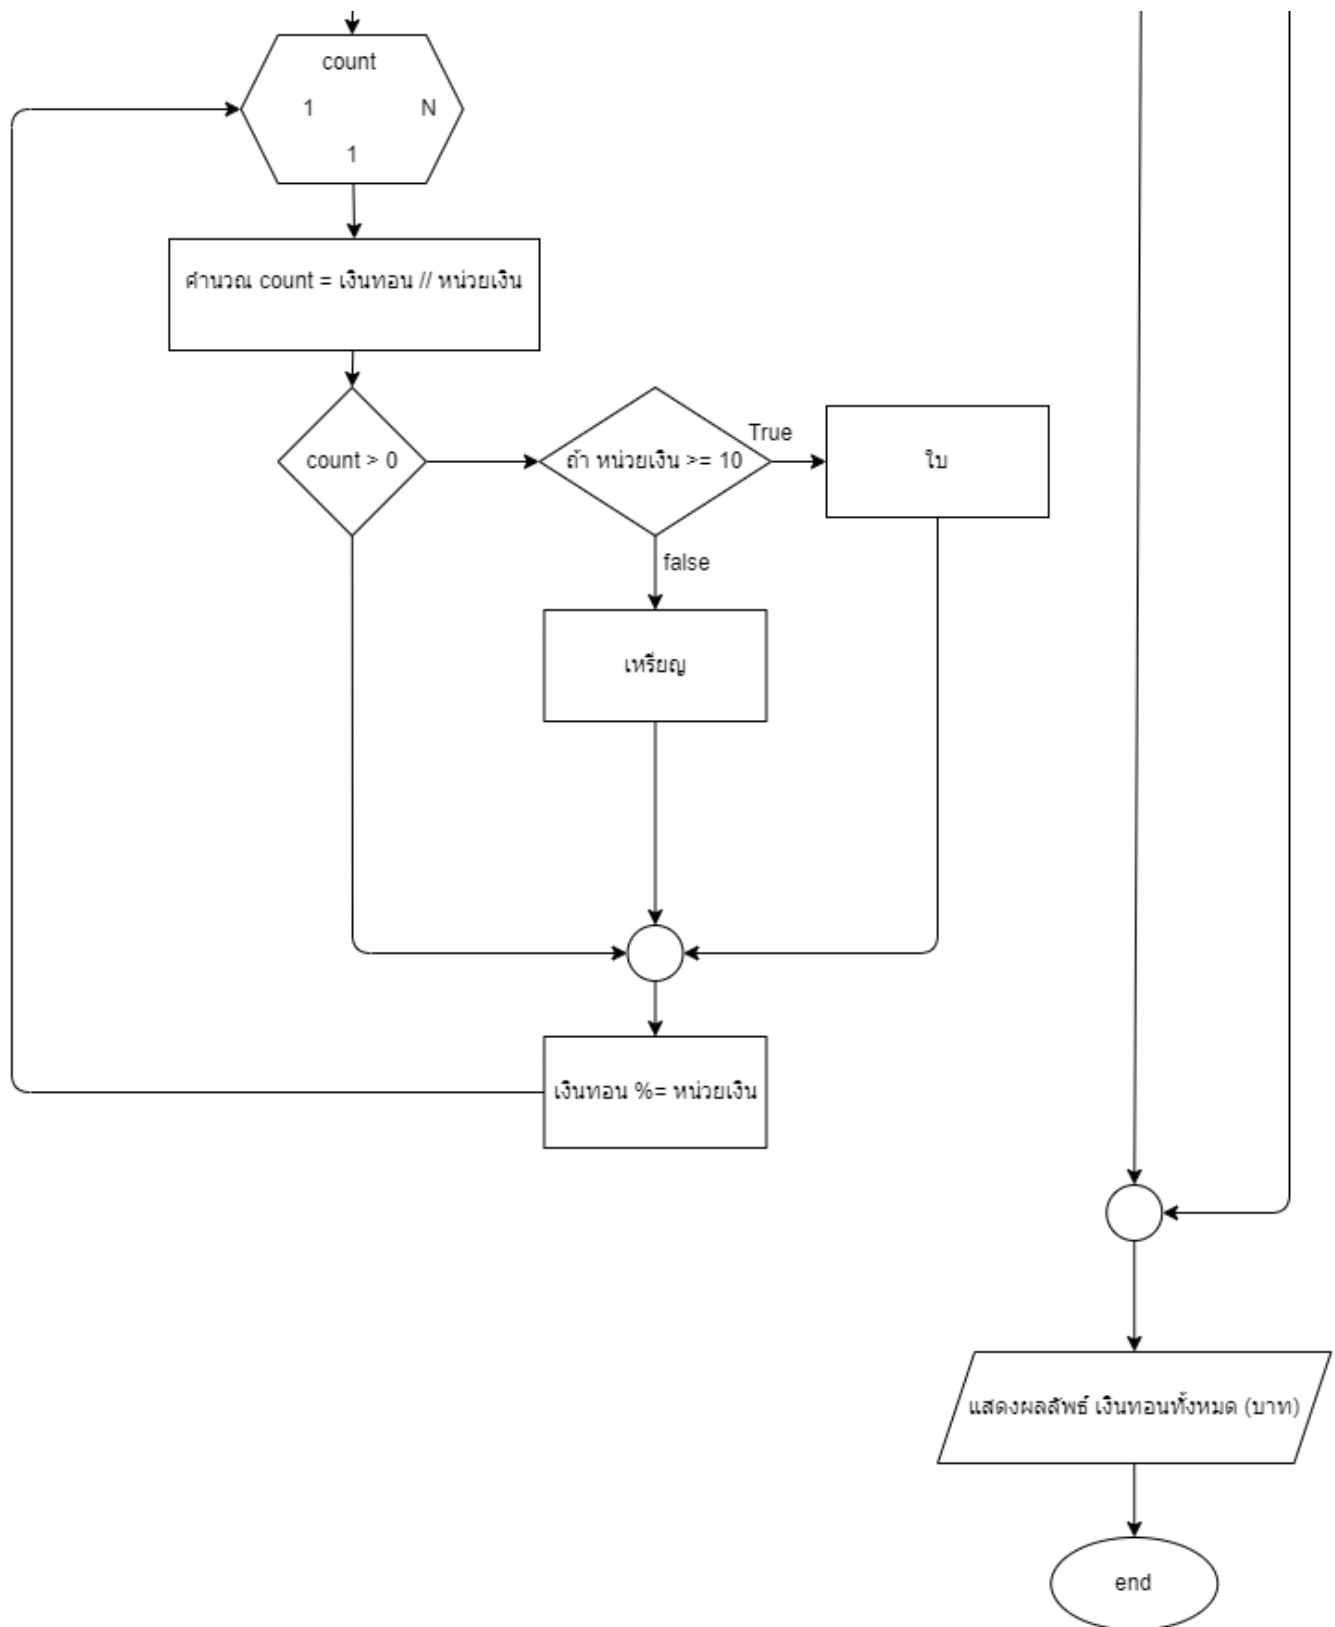 count
1 N
1
คำนวณ count = เงินทอน // หน่วยเงิน
count > 0
ถ้า หน่วยเงิน >= 10
True
ใบ
false
เหรียญ
เงินทอน %= หน่วยเงิน
แสดงผลลัพธ์ เงินทอนทั้งหมด (บาท)
end